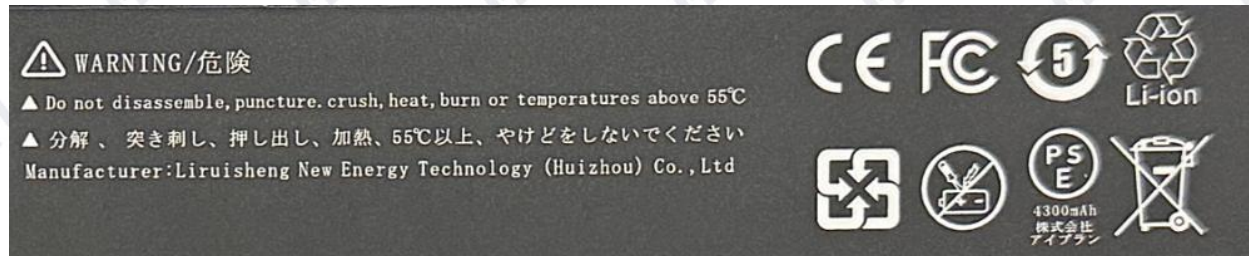 WARNING/危険
▲ Do not disassemble,puncture.crush,heat,burn or temperatures above 55℃
▲ 分解 、 突き刺し、押し出し、加熱、55℃以上、やけどをしないでください
Manufacturer:Liruisheng New Energy Technology (Huizhou) Co.,Ltd
CE FC 5 Li-ion
PS
E
4300mAh
株式会社
アイプラン